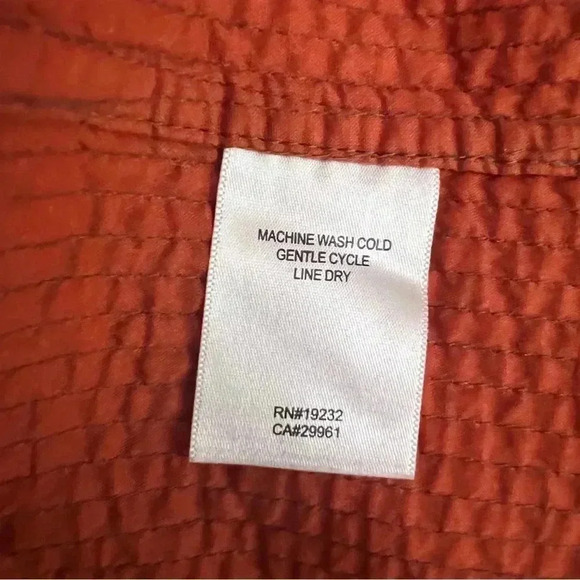 MACHINE WASH COLD
GENTLE CYCLE
LINE DRY
RN#19232
CA#29961